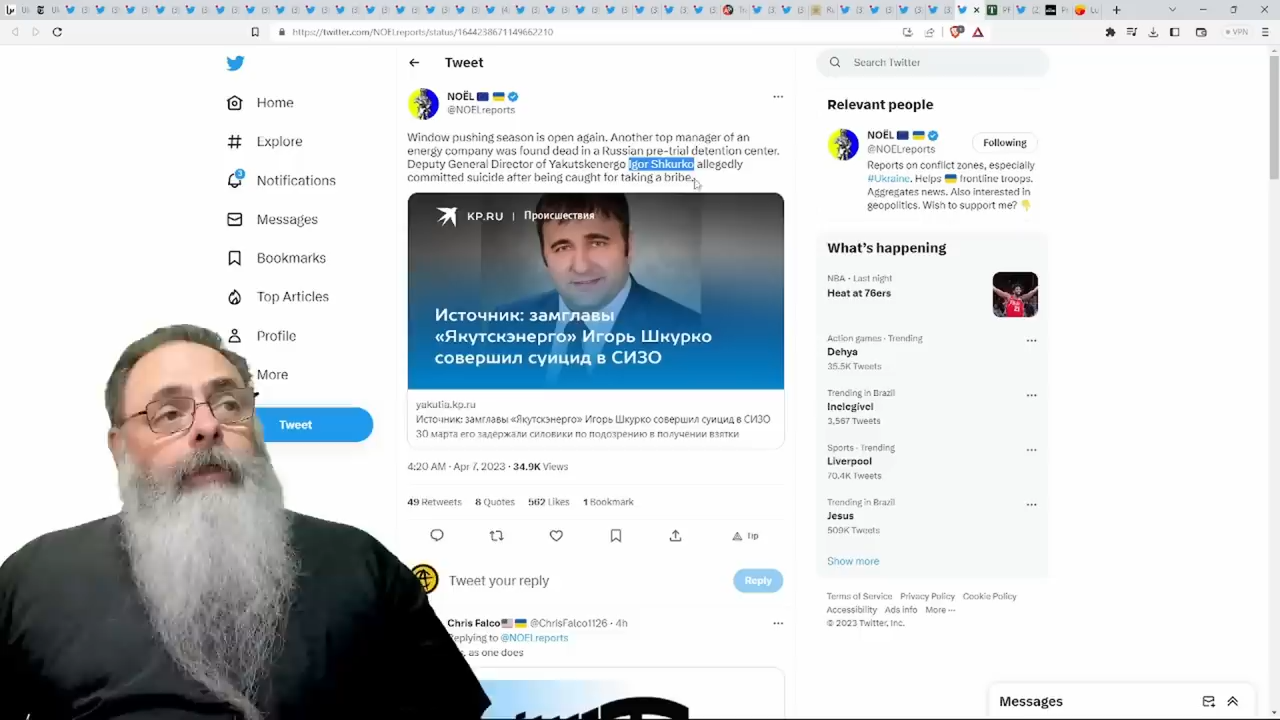 https://twitter.com/NOELreports/status/1644238671149662210
VPN
Home
Explore
3
Notifications
Messages
Bookmarks
Top Articles
Profile
More
Tweet
Tweet
NOËL
@NOELreports
Window pushing season is open again. Another top manager of an
energy company was found dead in a Russian pre-trial detention center.
Deputy General Director of Yakutskenergo Igor Shkurko allegedly
committed suicide after being caught for taking a bribe.
KP.RU | Происшествия
Источник: замглавы
«Якутскэнерго» Игорь Шкурко
совершил суицид в СИЗО
yakutia.kp.ru
Источник: замглавы «Якутскэнерго» Игорь Шкурко совершил суицид в СИЗО
30 марта его задержали силовики по подозрению в получении взятки
4:20 AM · Apr 7, 2023 · 34.9K Views
49 Retweets 8 Quotes 562 Likes 1 Bookmark
Tip
Tweet your reply
Reply
Chris Falco @ChrisFalco1126 · 4h
Replying to @NOELreports
, as one does
Search Twitter
Relevant people
NOËL
@NOELreports
Following
Reports on conflict zones, especially
#Ukraine. Helps frontline troops.
Aggregates news. Also interested in
geopolitics. Wish to support me?
What's happening
NBA · Last night
Heat at 76ers
Action games · Trending
Dehya
35.5K Tweets
Trending in Brazil
Inelegível
3,567 Tweets
Sports · Trending
Liverpool
70.4K Tweets
Trending in Brazil
Jesus
509K Tweets
Show more
Terms of Service Privacy Policy Cookie Policy
Accessibility Ads info More ···
© 2023 Twitter, Inc.
Messages